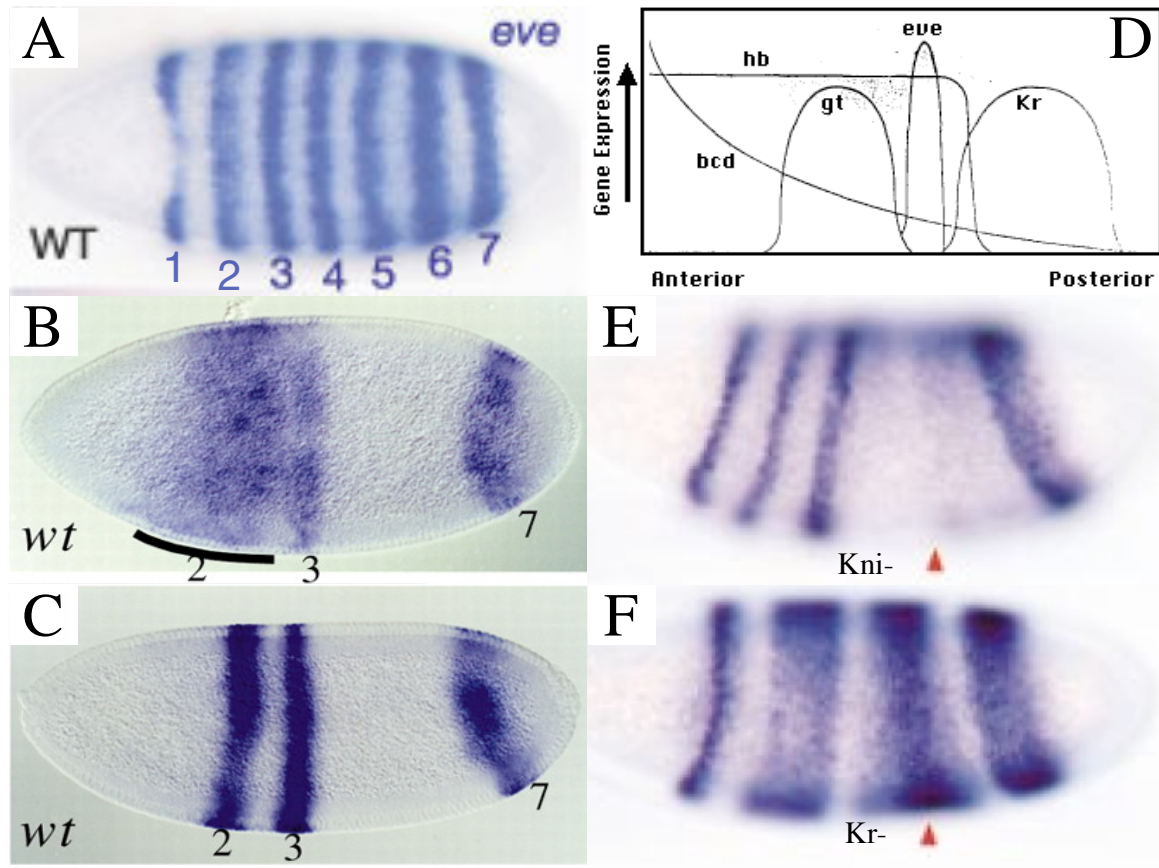 A
eve
WT
1 2 3 4 5 6 7
B
wt
2 3 7
C
wt
2 3 7
D
Gene Expression
hb
gt
eve
Kr
bcd
Anterior
Posterior
E
Kni-
F
Kr-